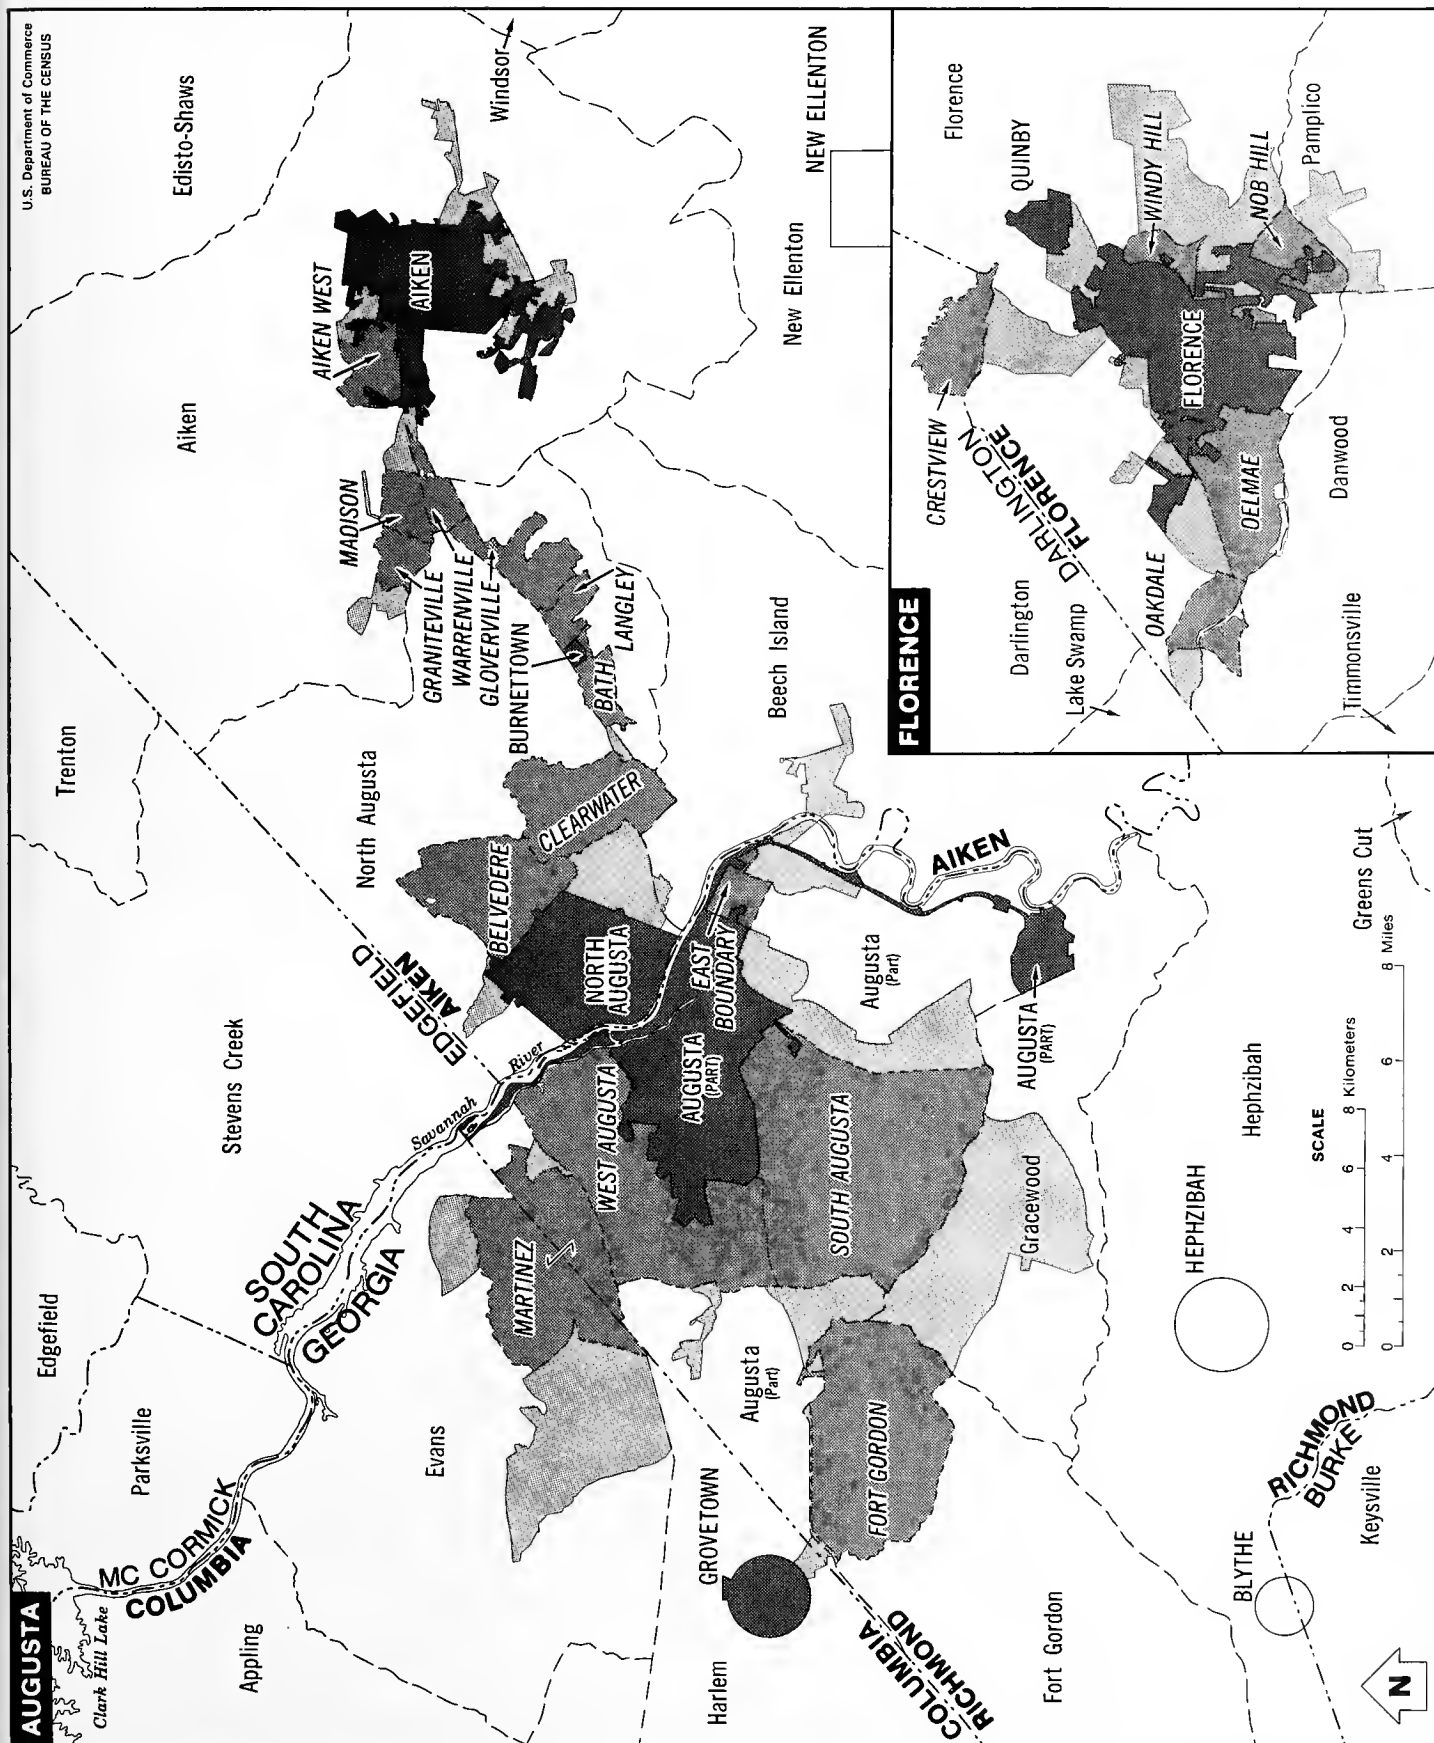 AUGUSTA
U.S. Department of Commerce
BUREAU OF THE CENSUS
Clark Hill Lake
MC CORMICK
COLUMBIA
Parksville
Edgefield
Trenton
Edisto-Shaws
Appling
Evans
SOUTH
CAROLINA
GEORGIA
Stevens Creek
Savannah
River
EDGEFIELD
AIKEN
North Augusta
Aiken
AIKEN WEST
AIKEN
Windsor
MADISON
GRANITEVILLE
WARRENVILLE
GLOVERVILLE
BURNETTOWN
LANGLEY
BATH
CLEARWATER
BELVEDERE
NORTH
AUGUSTA
EAST
BOUNDARY
AUGUSTA
(PART)
WEST AUGUSTA
MARTINEZ
SOUTH AUGUSTA
Beech Island
New Ellenton
NEW ELLENTON
Harlem
GROVETOWN
Augusta
(Part)
FORT GORDON
COLUMBIA
RICHMOND
Fort Gordon
Gracewood
Augusta
(Part)
AUGUSTA
(PART)
AIKEN
HEPHZIBAH
Hephzibah
Greens Cut
BLYTHE
RICHMOND
BURKE
Keysville
N
SCALE
0 2 4 6 8 Kilometers
0 2 4 6 8 Miles
FLORENCE
Florence
QUINBY
CRESTVIEW
DARLINGTON
FLORENCE
WINDY HILL
NOB HILL
Pamplico
FLORENCE
DELMAE
Danwood
OAKDALE
Darlington
Lake Swamp
Timmonsville